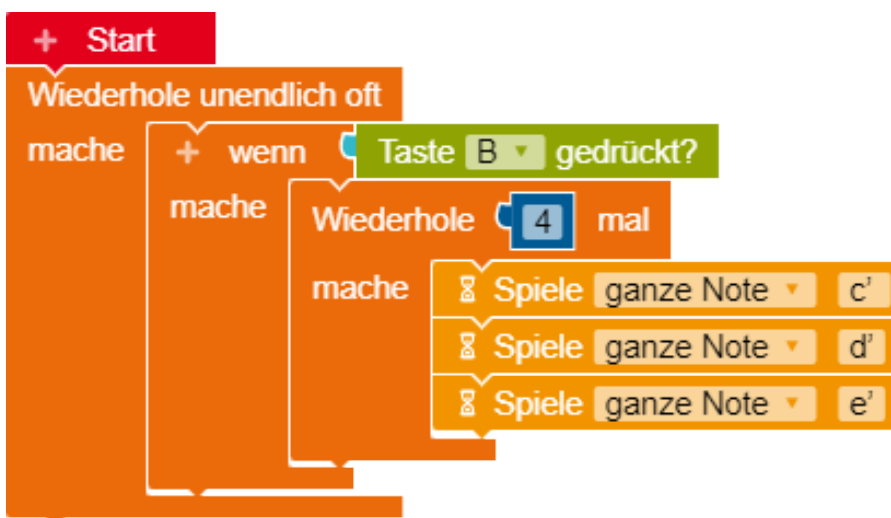 + Start
Wiederhole unendlich oft
mache + wenn Taste B gedrückt?
mache Wiederhole 4 mal
mache Spiele ganze Note c'
Spiele ganze Note d'
Spiele ganze Note e'